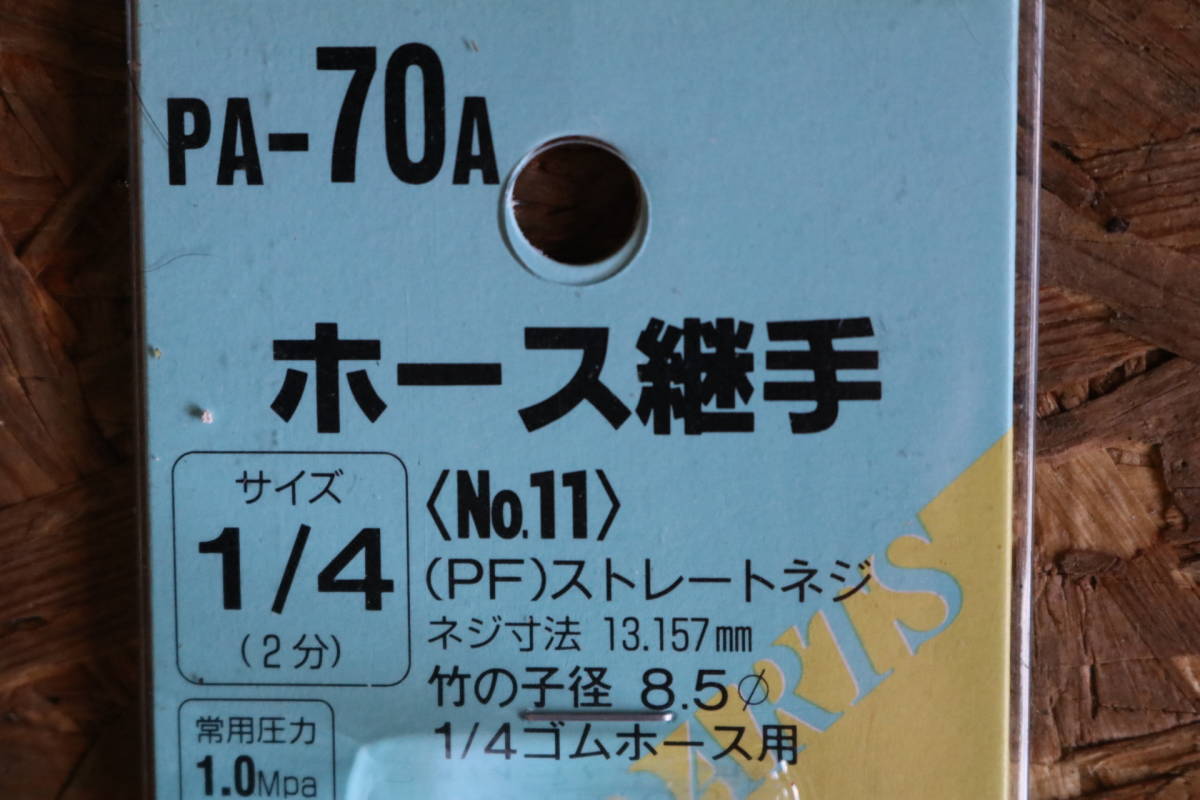 PA-70A
ホース継手
サイズ
1/4
(2分)
〈No.11〉
(PF)ストレートネジ
ネジ寸法 13.157mm
竹の子径 8.5φ
1/4ゴムホース用
常用圧力
1.0Mpa
ARTS